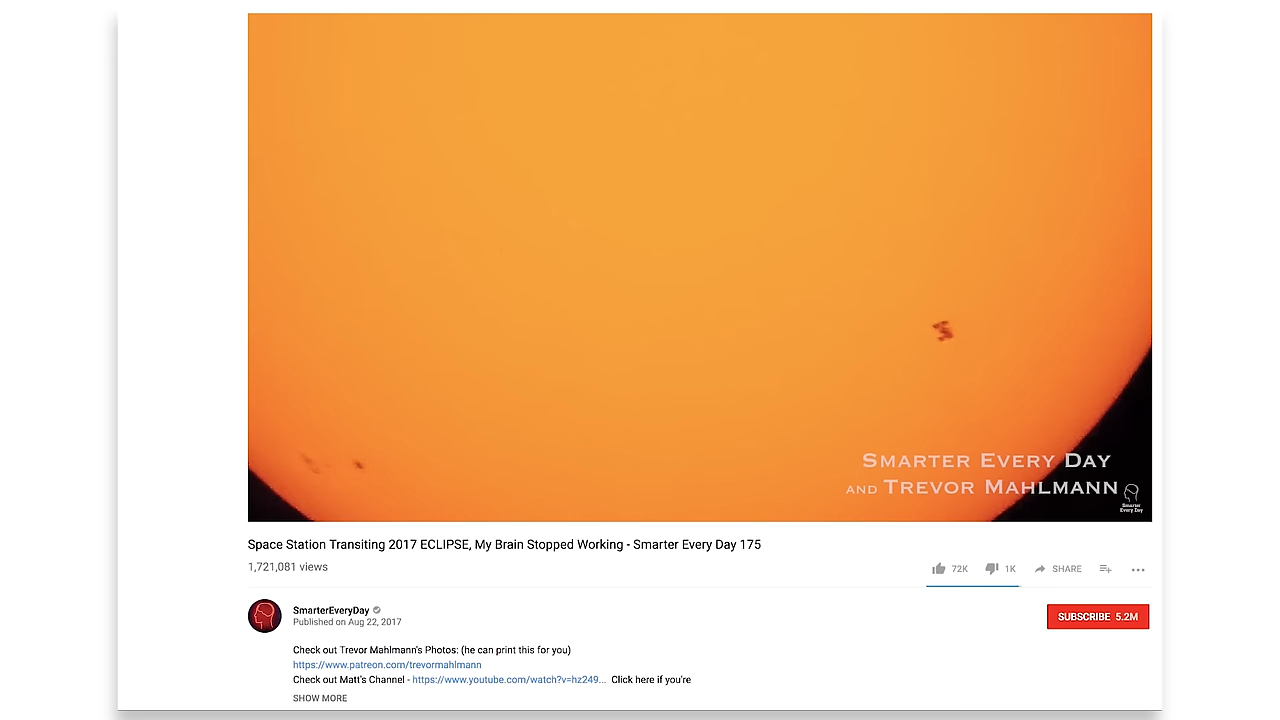 SMARTER EVERY DAY
AND TREVOR MAHLMANN
Smarter
Every Day
Space Station Transiting 2017 ECLIPSE, My Brain Stopped Working - Smarter Every Day 175
1,721,081 views
72K 1K SHARE
SmarterEveryDay
Published on Aug 22, 2017
SUBSCRIBE 5.2M
Check out Trevor Mahlmann's Photos: (he can print this for you)
https://www.patreon.com/trevormahlmann
Check out Matt's Channel - https://www.youtube.com/watch?v=hz249... Click here if you're
SHOW MORE